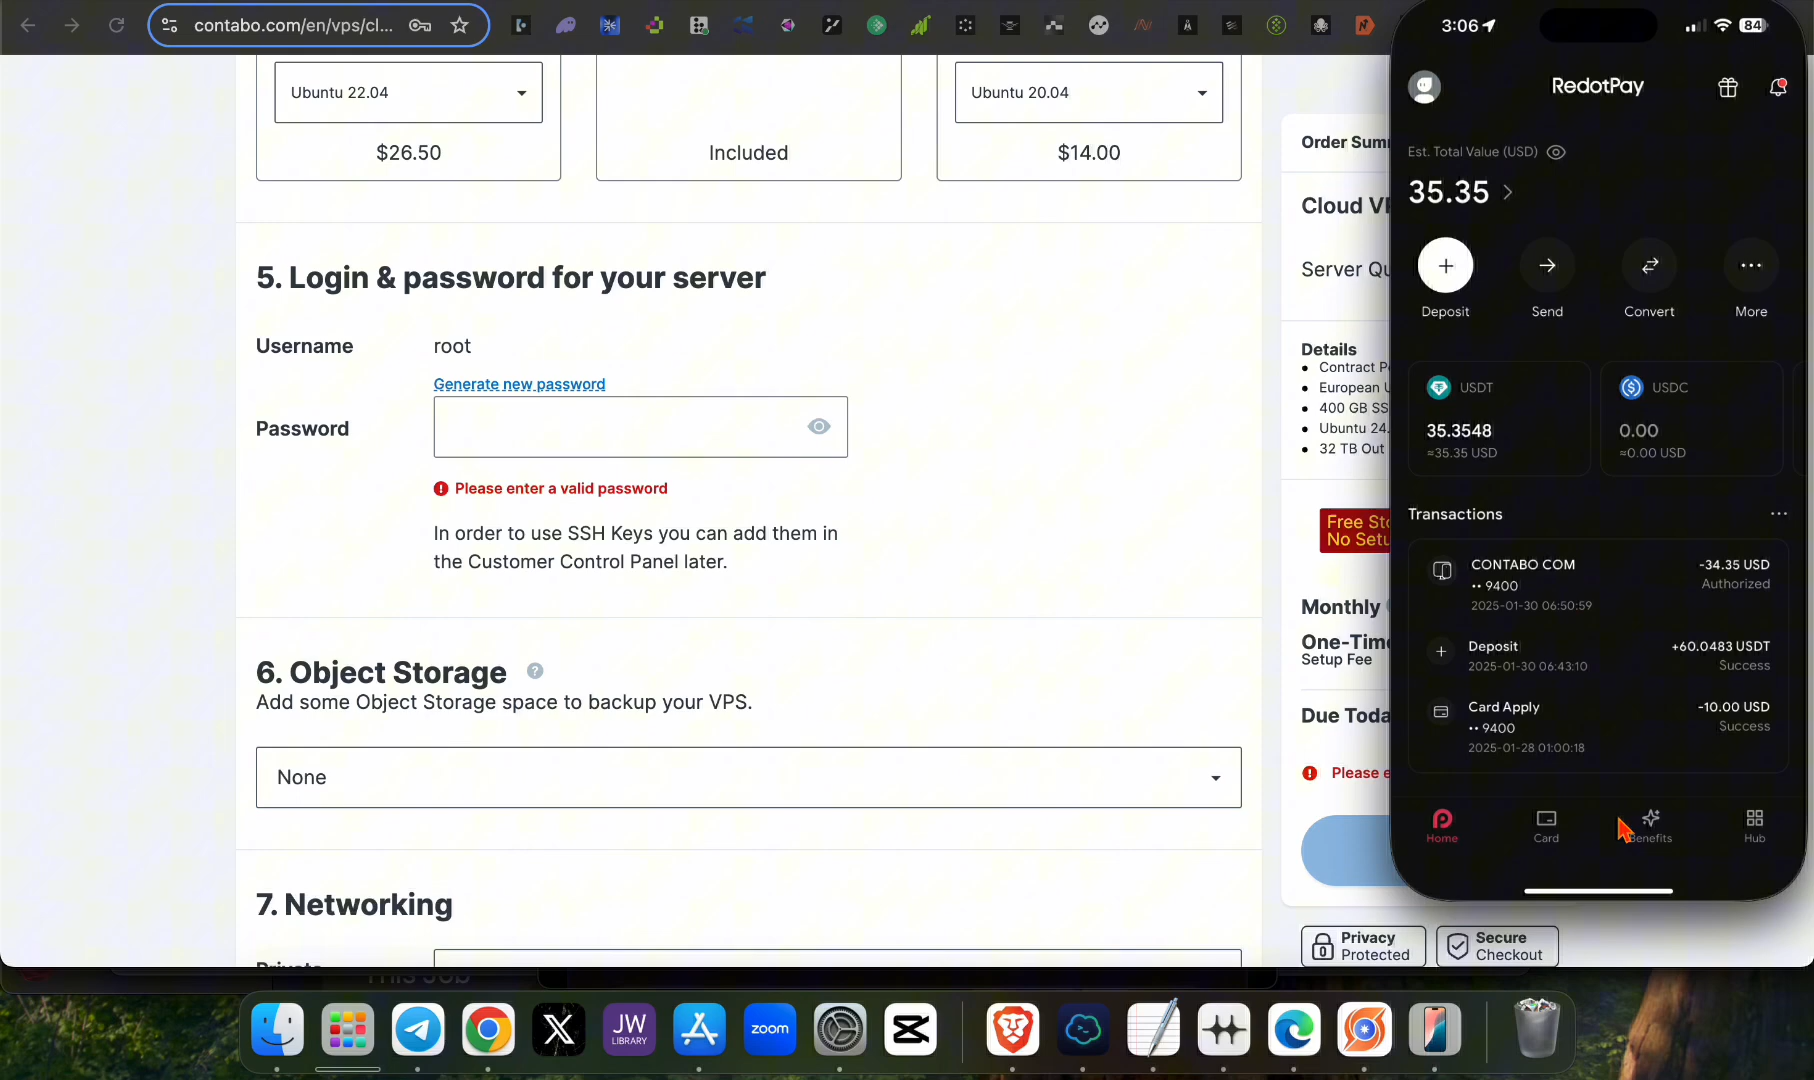 contabo.com/en/vps/cl...
Ubuntu 22.04
$26.50
Included
Ubuntu 20.04
$14.00
5. Login & password for your server
Username
root
Generate new password
Password
Please enter a valid password
In order to use SSH Keys you can add them in
the Customer Control Panel later.
6. Object Storage
?
Add some Object Storage space to backup your VPS.
None
7. Networking
Order Sum
Cloud V
Server Qu
Details
Contract P
European U
400 GB SS
Ubuntu 24.
32 TB Out
Free Sto
No Setu
Monthly
One-Time
Setup Fee
Due Toda
Please e
Privacy
Protected
Secure
Checkout
3:06
84
RedotPay
Est. Total Value (USD)
35.35
Deposit
Send
Convert
More
USDT
35.3548
≈35.35 USD
USDC
0.00
≈0.00 USD
Transactions
CONTABO COM
-34.35 USD
•• 9400
Authorized
2025-01-30 06:50:59
Deposit
+60.0483 USDT
2025-01-30 06:43:10
Success
Card Apply
-10.00 USD
•• 9400
Success
2025-01-28 01:00:18
Home
Card
Benefits
Hub
JW
LIBRARY
zoom